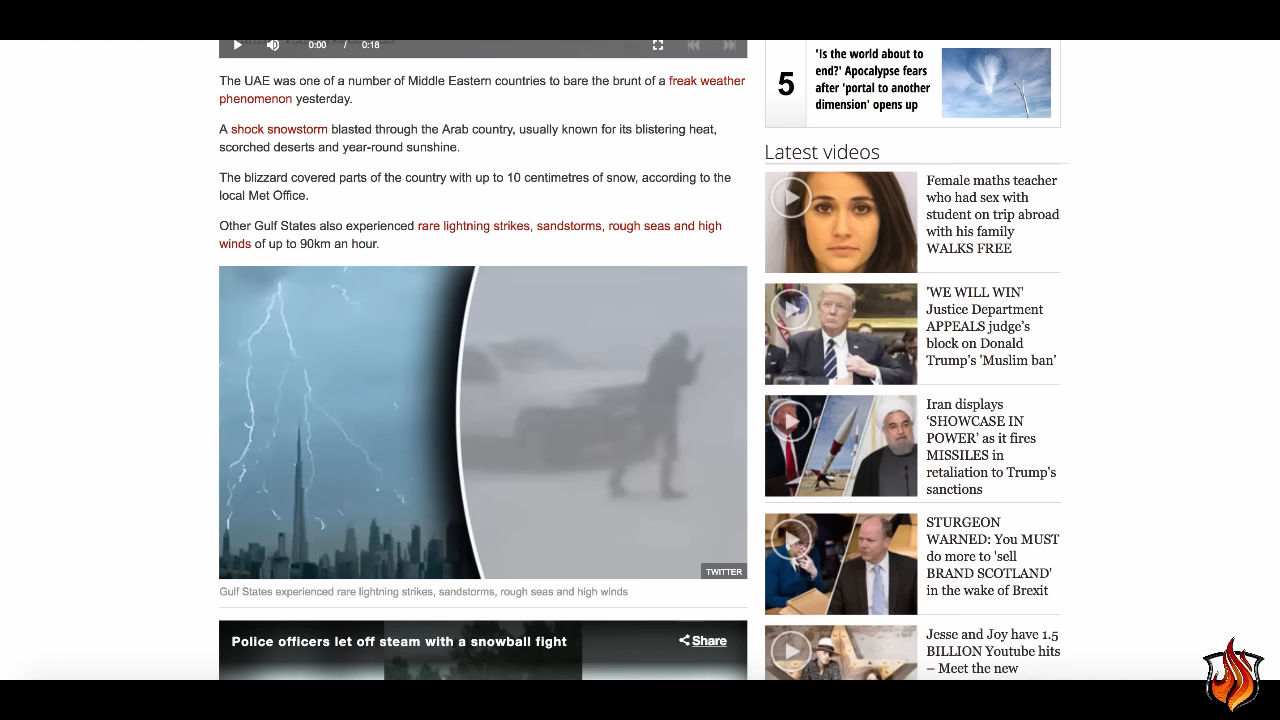 0:00 / 0:16
The UAE was one of a number of Middle Eastern countries to bare the brunt of a freak weather
phenomenon yesterday.
A shock snowstorm blasted through the Arab country, usually known for its blistering heat,
scorched deserts and year-round sunshine.
The blizzard covered parts of the country with up to 10 centimetres of snow, according to the
local Met Office.
Other Gulf States also experienced rare lightning strikes, sandstorms, rough seas and high
winds of up to 90km an hour.
TWITTER
Gulf States experienced rare lightning strikes, sandstorms, rough seas and high winds
Police officers let off steam with a snowball fight
Share
5
'Is the world about to
end?' Apocalypse fears
after 'portal to another
dimension' opens up
Latest videos
Female maths teacher
who had sex with
student on trip abroad
with his family
WALKS FREE
'WE WILL WIN'
Justice Department
APPEALS judge's
block on Donald
Trump's 'Muslim ban'
Iran displays
'SHOWCASE IN
POWER' as it fires
MISSILES in
retaliation to Trump's
sanctions
STURGEON
WARNED: You MUST
do more to 'sell
BRAND SCOTLAND'
in the wake of Brexit
Jesse and Joy have 1.5
BILLION Youtube hits
– Meet the new